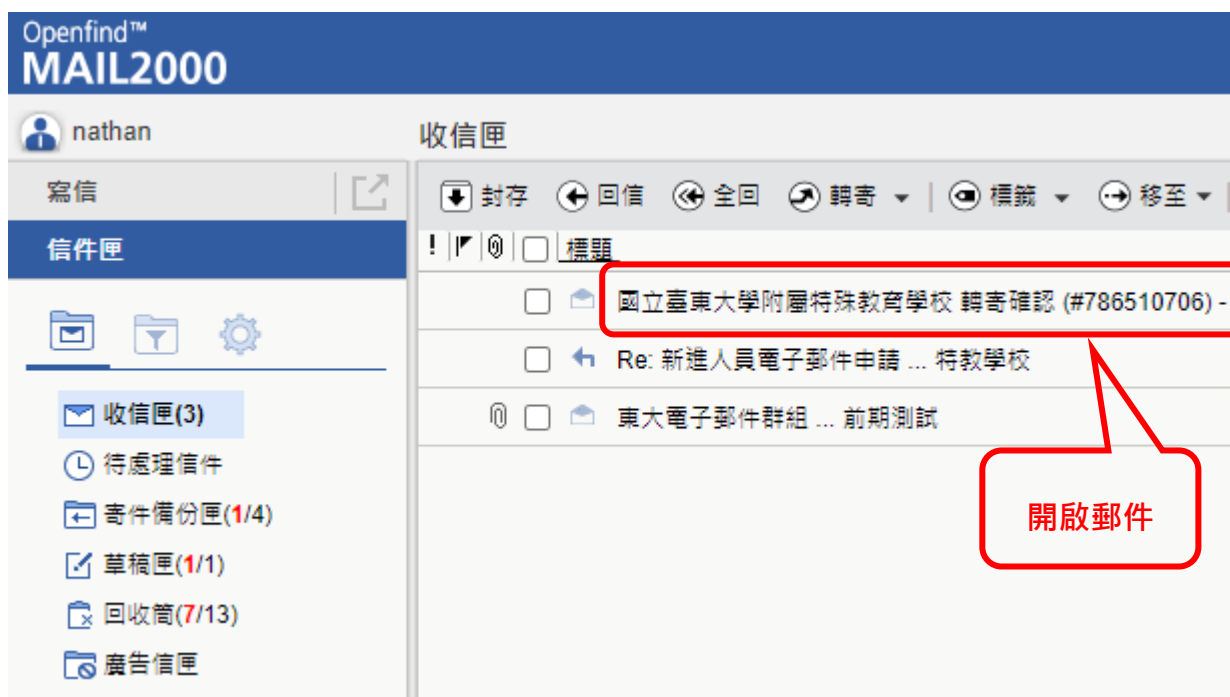 Openfind™
MAIL2000
nathan
收信匣
寫信
封存 回信 全回 轉寄 標籤 移至
信件匣
! 標題
國立臺東大學附屬特殊教育學校 轉寄確認 (#786510706) -
Re: 新進人員電子郵件申請 ... 特教學校
東大電子郵件群組 ... 前期測試
收信匣(3)
待處理信件
寄件備份匣(1/4)
草稿匣(1/1)
回收筒(7/13)
廣告信匣
開啟郵件